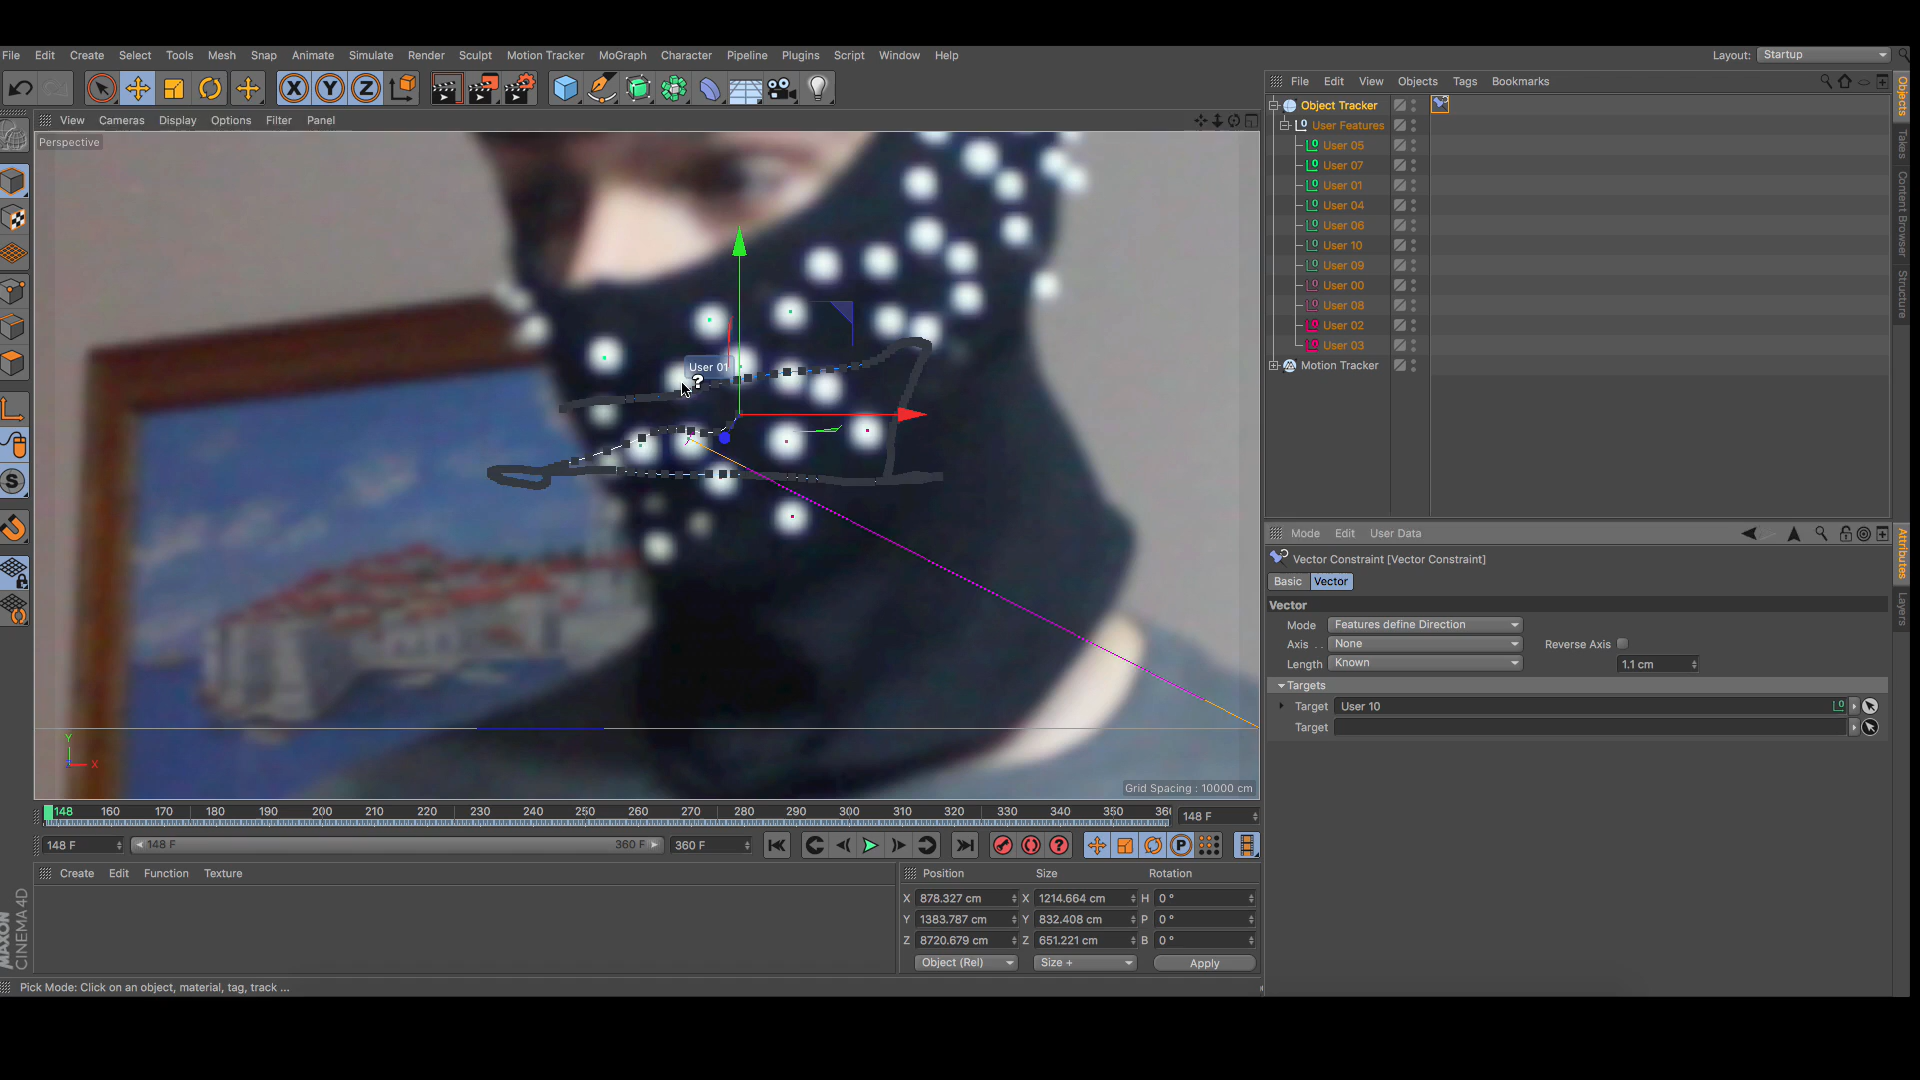 File Edit Create Select Tools Mesh Snap Animate Simulate Render Sculpt Motion Tracker MoGraph Character Pipeline Plugins Script Window Help
Layout: Startup
X Y Z
View Cameras Display Options Filter Panel
Perspective
User 01
?
Y
X
Grid Spacing : 10000 cm
File Edit View Objects Tags Bookmarks
Object Tracker
User Features
User 05
User 07
User 01
User 04
User 06
User 10
User 09
User 00
User 08
User 02
User 03
Motion Tracker
Objects
Takes
Content Browser
Structure
Mode Edit User Data
Vector Constraint [Vector Constraint]
Basic Vector
Vector
Mode Features define Direction
Axis . . None Reverse Axis
Length Known 1.1 cm
Targets
Target User 10
Target
Attributes
Layers
148 160 170 180 190 200 210 220 230 240 250 260 270 280 290 300 310 320 330 340 350 36
148 F
148 F 148 F 360 F 360 F
P
Create Edit Function Texture
Position Size Rotation
X 878.327 cm X 1214.664 cm H 0 °
Y 1383.787 cm Y 832.408 cm P 0 °
Z 8720.679 cm Z 651.221 cm B 0 °
Object (Rel) Size + Apply
MAXON
CINEMA 4D
Pick Mode: Click on an object, material, tag, track ...